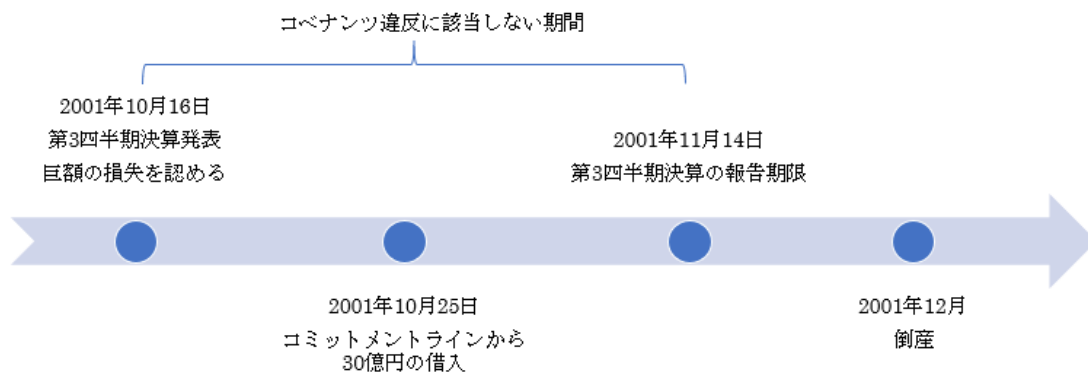 コベナンツ違反に該当しない期間
2001年10月16日
第3四半期決算発表
巨額の損失を認める
2001年11月14日
第3四半期決算の報告期限
2001年10月25日
コミットメントラインから
30億円の借入
2001年12月
倒産